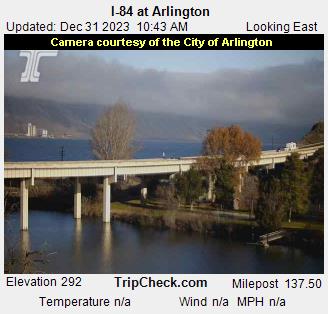 I-84 at Arlington
Updated: Dec 31 2023 10:43 AM Looking East
Camera courtesy of the City of Arlington
Elevation 292 TripCheck.com Milepost 137.50
Temperature n/a Wind n/a MPH n/a